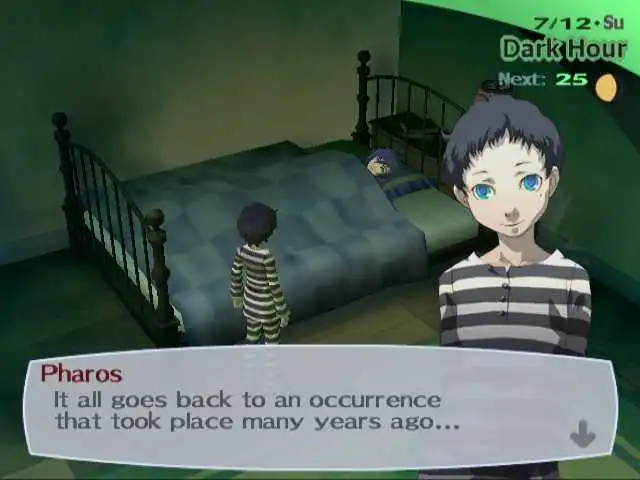 7/12・Su
Dark Hour
Next: 25
Pharos
It all goes back to an occurrence
that took place many years ago...